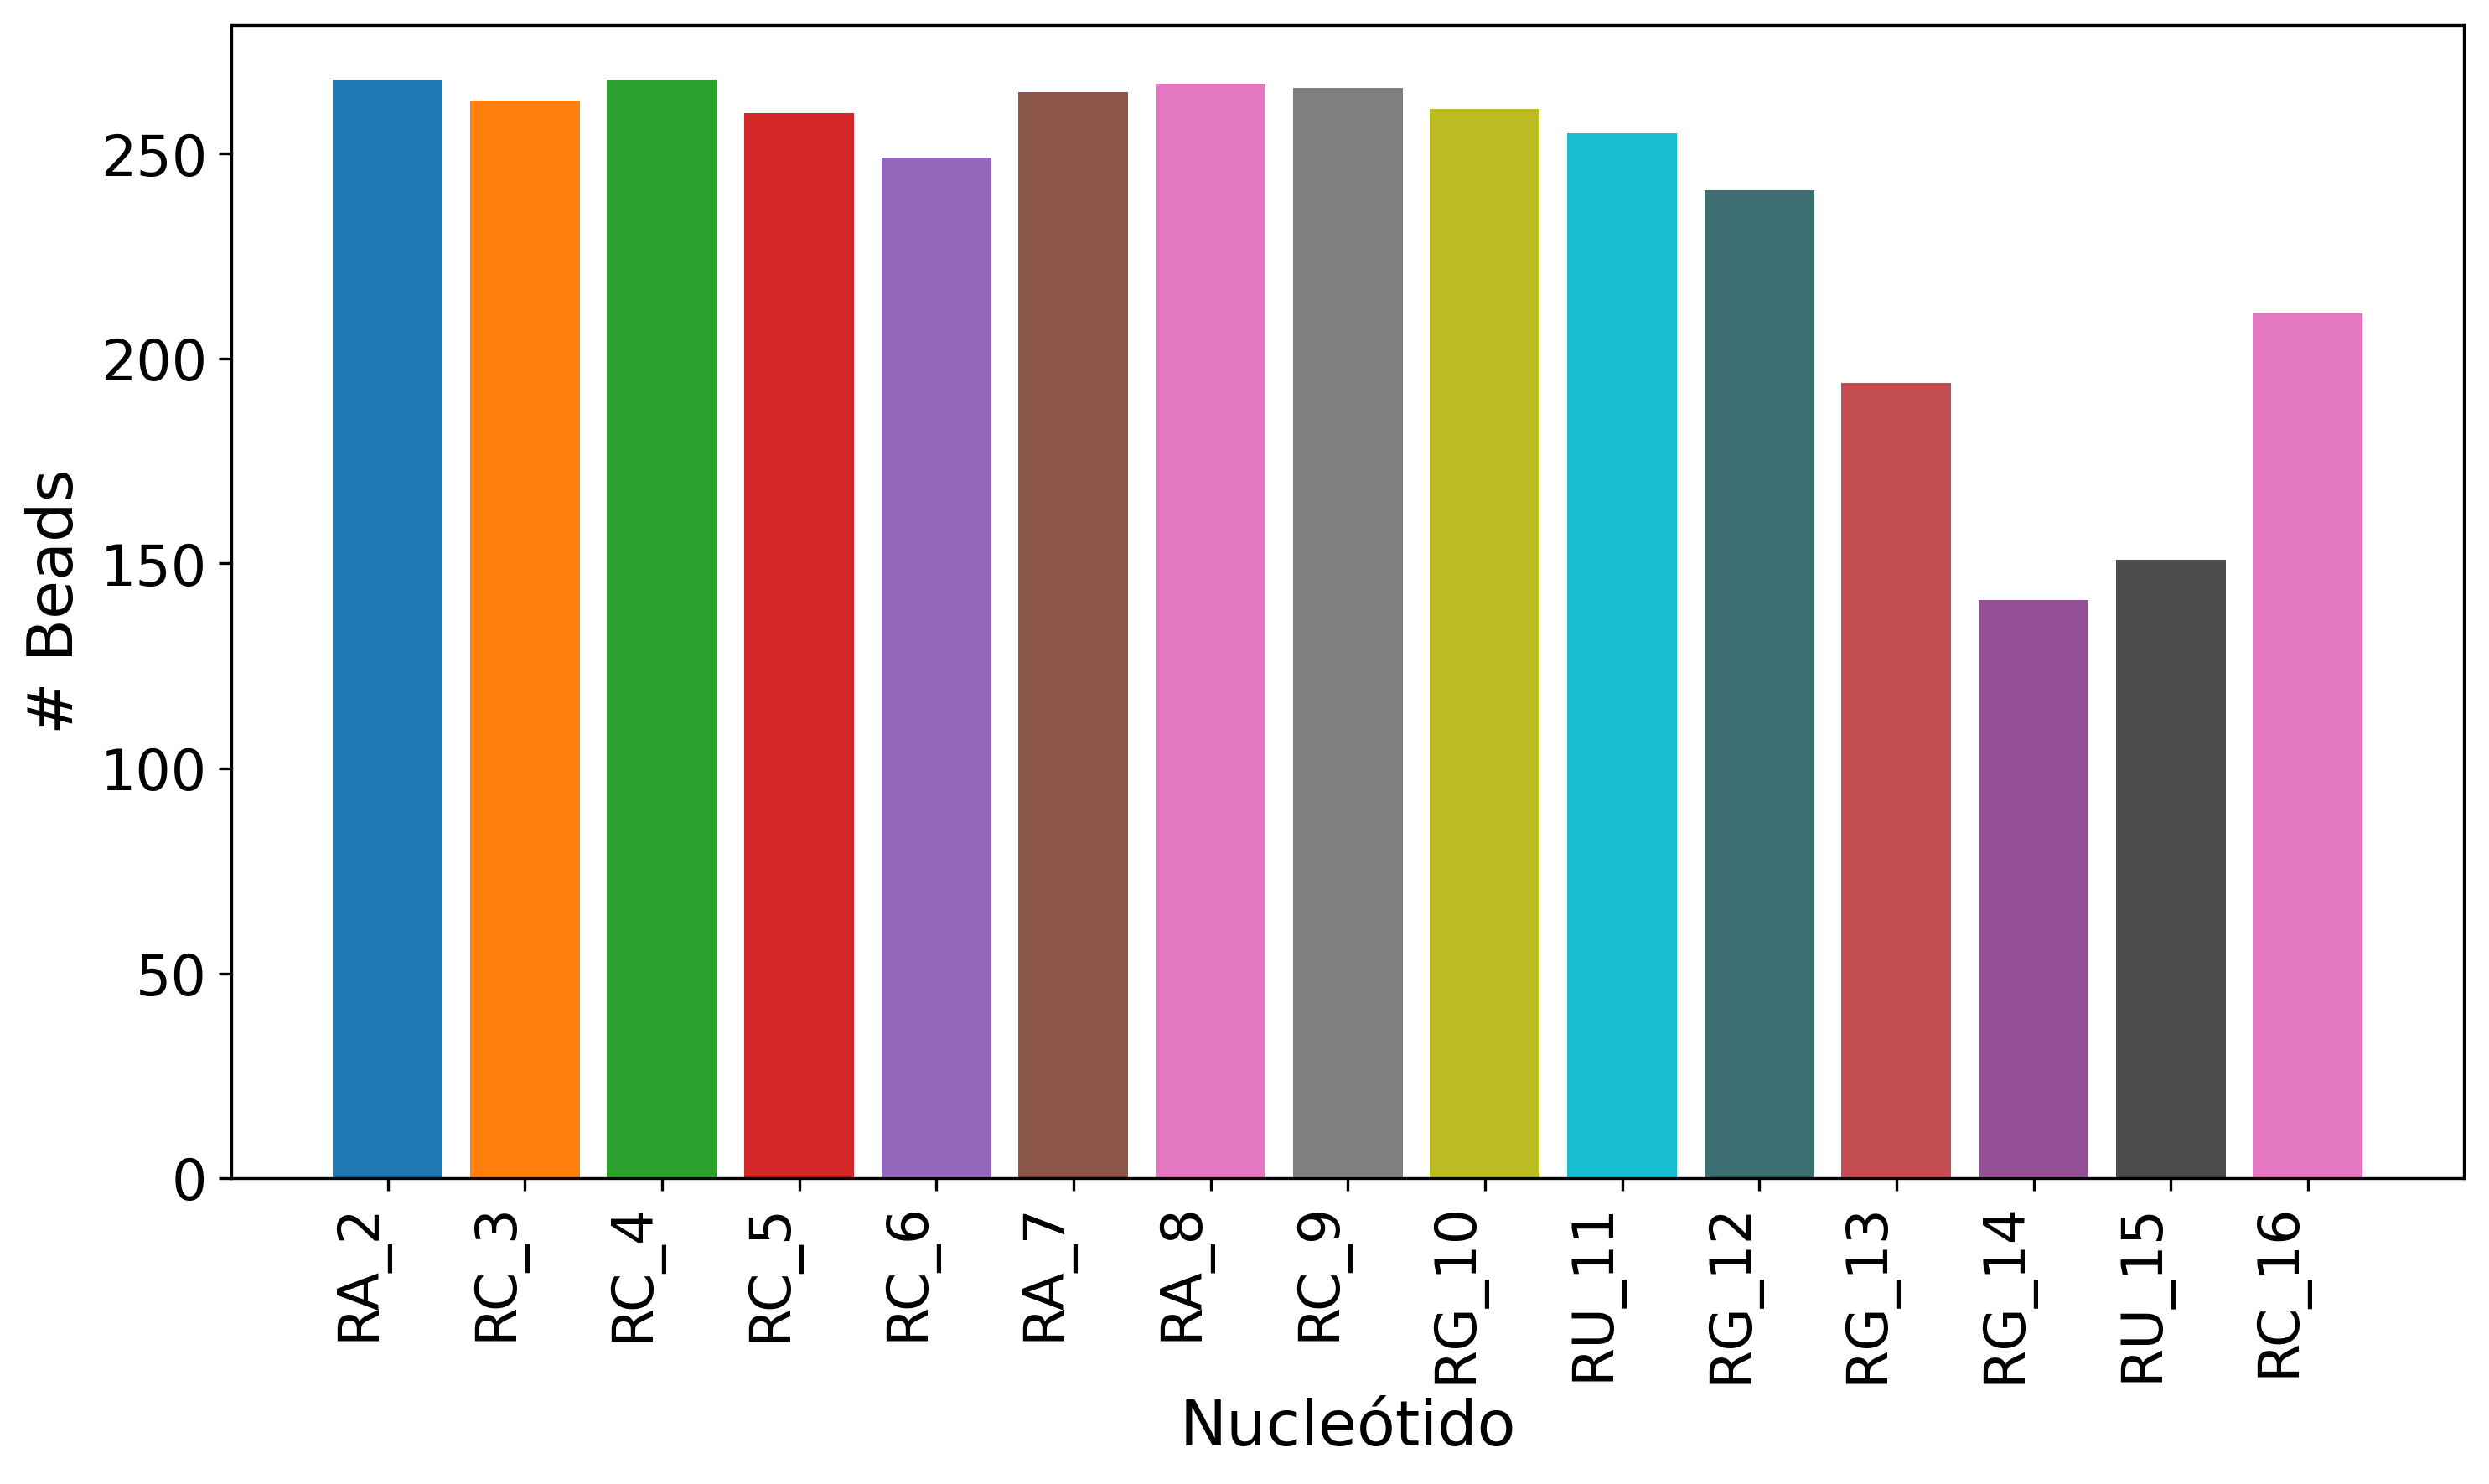 # Beads
250
200
150
100
50
0
RA_2
RC_3
RC_4
RC_5
RC_6
RA_7
RA_8
RC_9
RG_10
RU_11
RG_12
RG_13
RG_14
RU_15
RC_16
Nucleótido